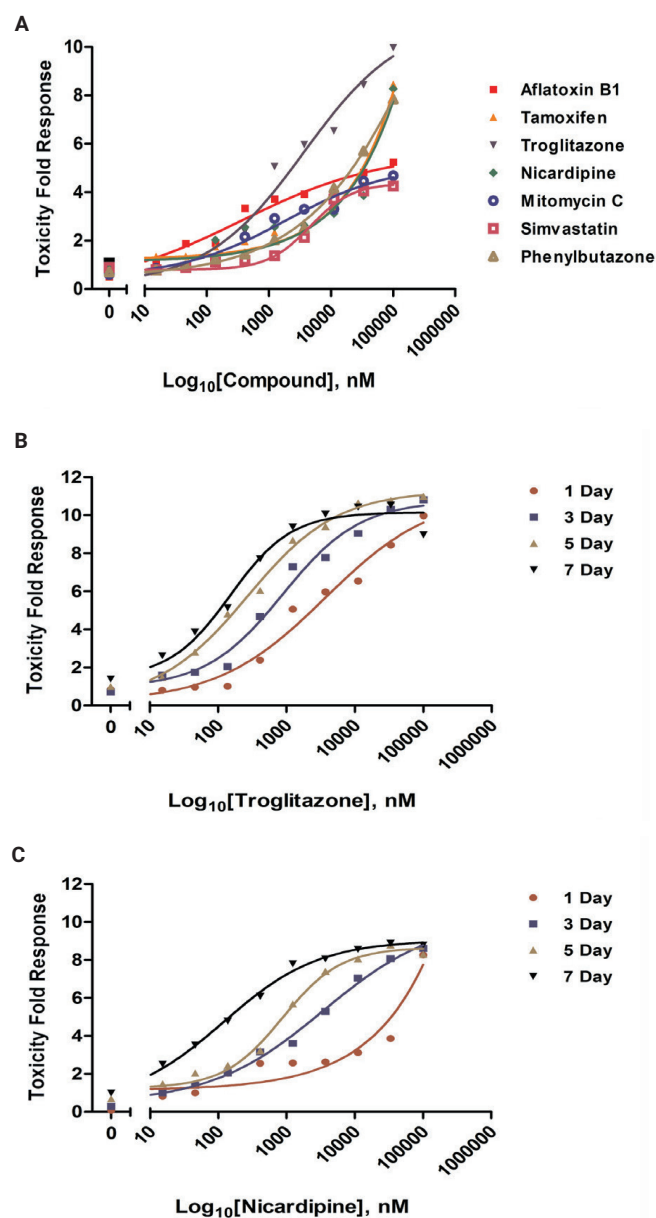 A
Toxicity Fold Response
10
8
6
4
2
0
0
10
100
1000
10000
100000
1000000
Log10[Compound], nM
Aflatoxin B1
Tamoxifen
Troglitazone
Nicardipine
Mitomycin C
Simvastatin
Phenylbutazone
B
Toxicity Fold Response
12
10
8
6
4
2
0
0
10
100
1000
10000
100000
1000000
Log10[Troglitazone], nM
1 Day
3 Day
5 Day
7 Day
C
Toxicity Fold Response
12
10
8
6
4
2
0
0
10
100
1000
10000
100000
1000000
Log10[Nicardipine], nM
1 Day
3 Day
5 Day
7 Day